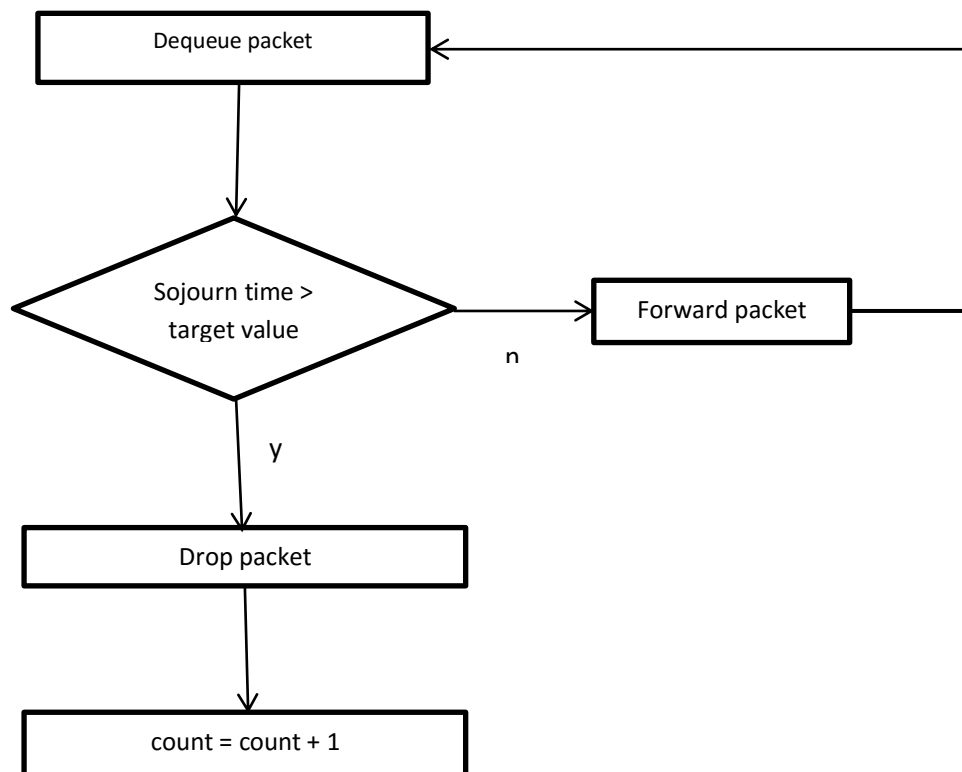 Dequeue packet
Sojourn time >
target value
Forward packet
n
y
Drop packet
count = count + 1